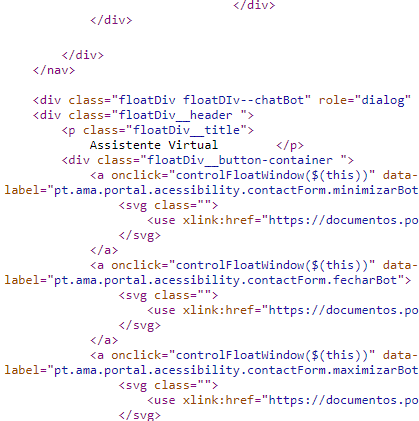 </div>
</div>
</div>
</nav>
<div class="floatDiv floatDIv--chatBot" role="dialog"
<div class="floatDiv__header ">
<p class="floatDiv__title">
Assistente Virtual </p>
<div class="floatDiv__button-container ">
<a onclick="controlFloatWindow($(this))" data-
label="pt.ama.portal.acessibility.contactForm.minimizarBot
<svg class="">
<use xlink:href="https://documentos.po
</svg>
</a>
<a onclick="controlFloatWindow($(this))" data-
label="pt.ama.portal.acessibility.contactForm.fecharBot">
<svg class="">
<use xlink:href="https://documentos.po
</svg>
</a>
<a onclick="controlFloatWindow($(this))" data-
label="pt.ama.portal.acessibility.contactForm.maximizarBot
<svg class="">
<use xlink:href="https://documentos.po
</svg>